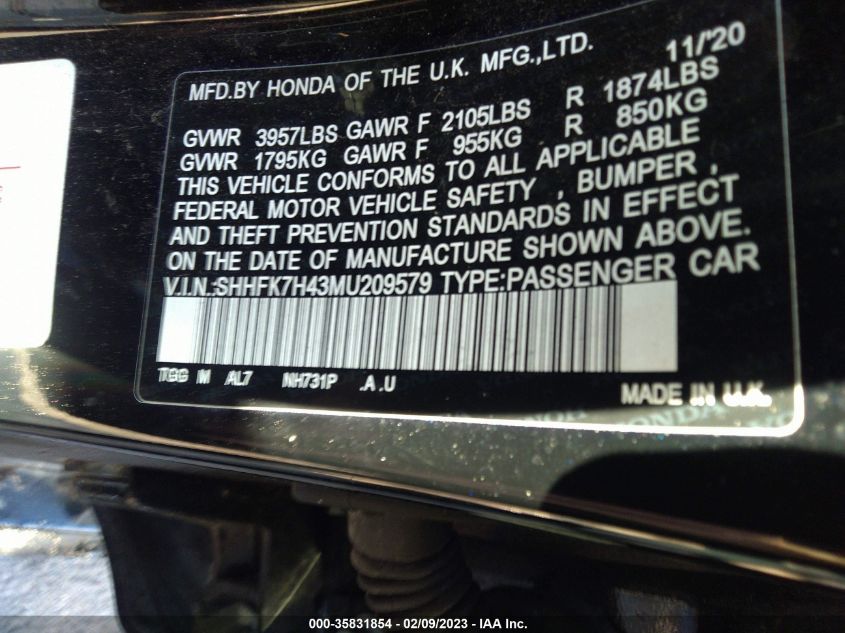 MFD.BY HONDA OF THE U.K. MFG.,LTD. 11/'20
GVWR 3957LBS GAWR F 2105LBS R 1874LBS
GVWR 1795KG GAWR F 955KG R 850KG
THIS VEHICLE CONFORMS TO ALL APPLICABLE
FEDERAL MOTOR VEHICLE SAFETY , BUMPER ,
AND THEFT PREVENTION STANDARDS IN EFFECT
ON THE DATE OF MANUFACTURE SHOWN ABOVE.
V.I.N.:SHHFK7H43MU209579 TYPE:PASSENGER CAR
TGG M AL7 NH731P .A.U
MADE IN U.K.
HONDA
000-35831854 - 02/09/2023 - IAA Inc.